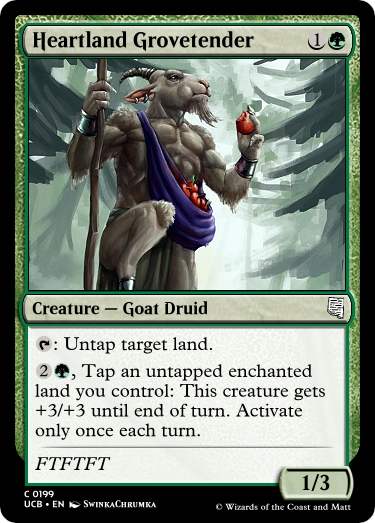 Heartland Grovetender 1
Creature — Goat Druid
: Untap target land.
2, Tap an untapped enchanted
land you control: This creature gets
+3/+3 until end of turn. Activate
only once each turn.
FTFTFT
1/3
C 0199
UCB • EN SwinkaChrumka
© Wizards of the Coast and Matt